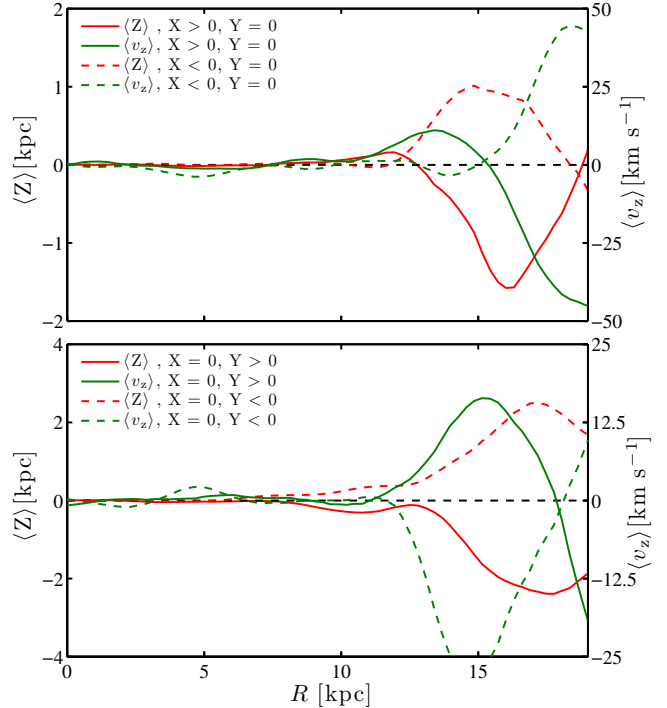 2
1
0
-1
-2
⟨Z⟩ [kpc]
⟨Z⟩ , X > 0, Y = 0
⟨v_z⟩, X > 0, Y = 0
⟨Z⟩ , X < 0, Y = 0
⟨v_z⟩, X < 0, Y = 0
50
25
0
−25
−50
⟨v_z⟩ [km s⁻¹]
4
2
0
-2
-4
⟨Z⟩ [kpc]
⟨Z⟩ , X = 0, Y > 0
⟨v_z⟩, X = 0, Y > 0
⟨Z⟩ , X = 0, Y < 0
⟨v_z⟩, X = 0, Y < 0
25
12.5
0
−12.5
−25
⟨v_z⟩ [km s⁻¹]
0 5 10 15
R [kpc]